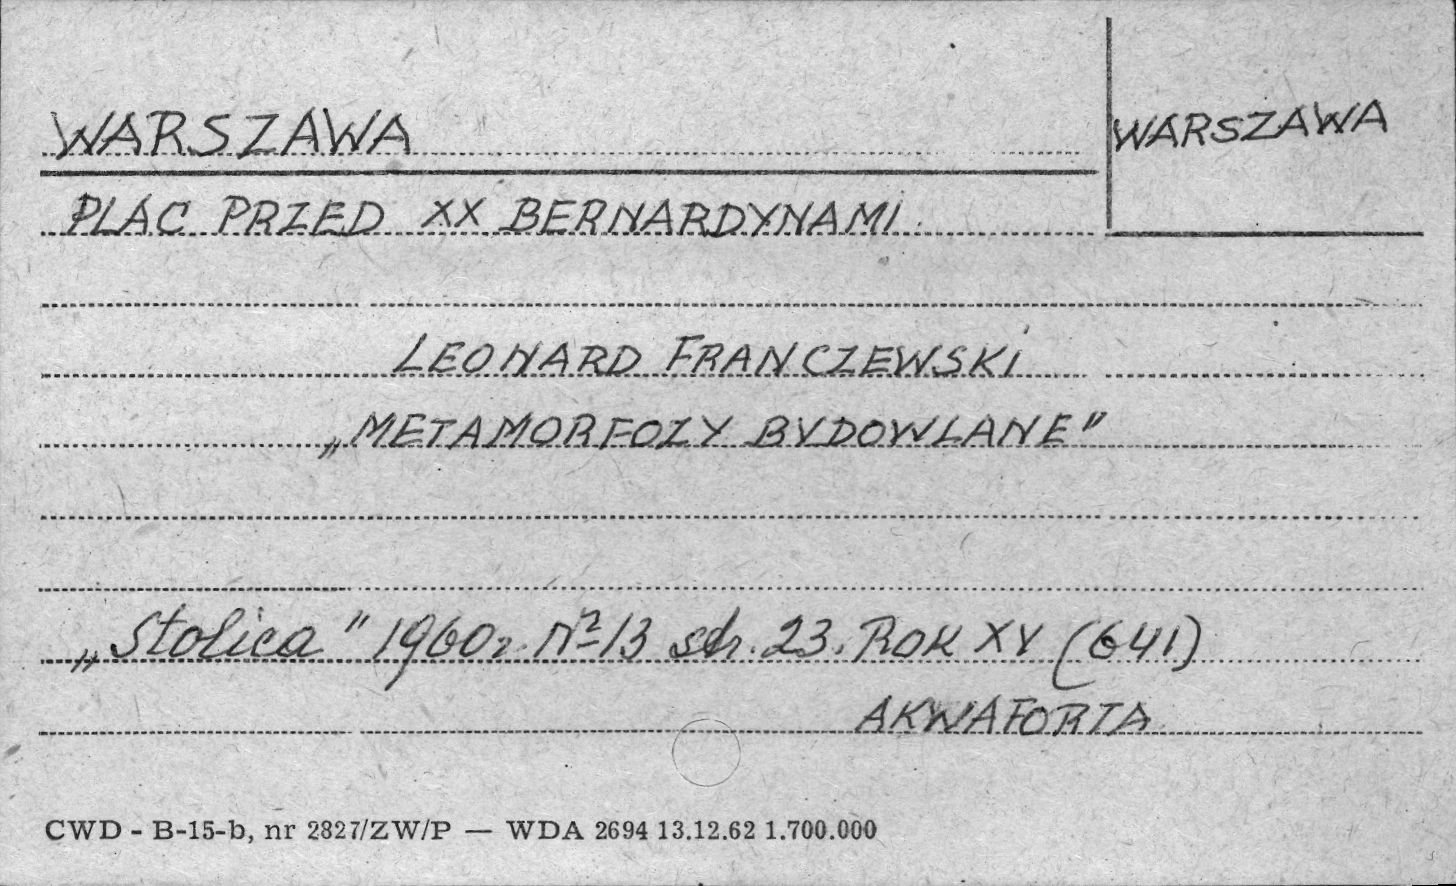 WARSZAWA
WARSZAWA
PLAC PRZED XX BERNARDYNAMI.
LEONARD FRANCZEWSKI
„METAMORFOZY BUDOWLANE”
„Stolica” 1960r. Nr 13 str. 23. ROK XV (641)
AKWAFORTA
CWD - B-15-b, nr 2827/ZW/P — WDA 2694 13.12.62 1.700.000